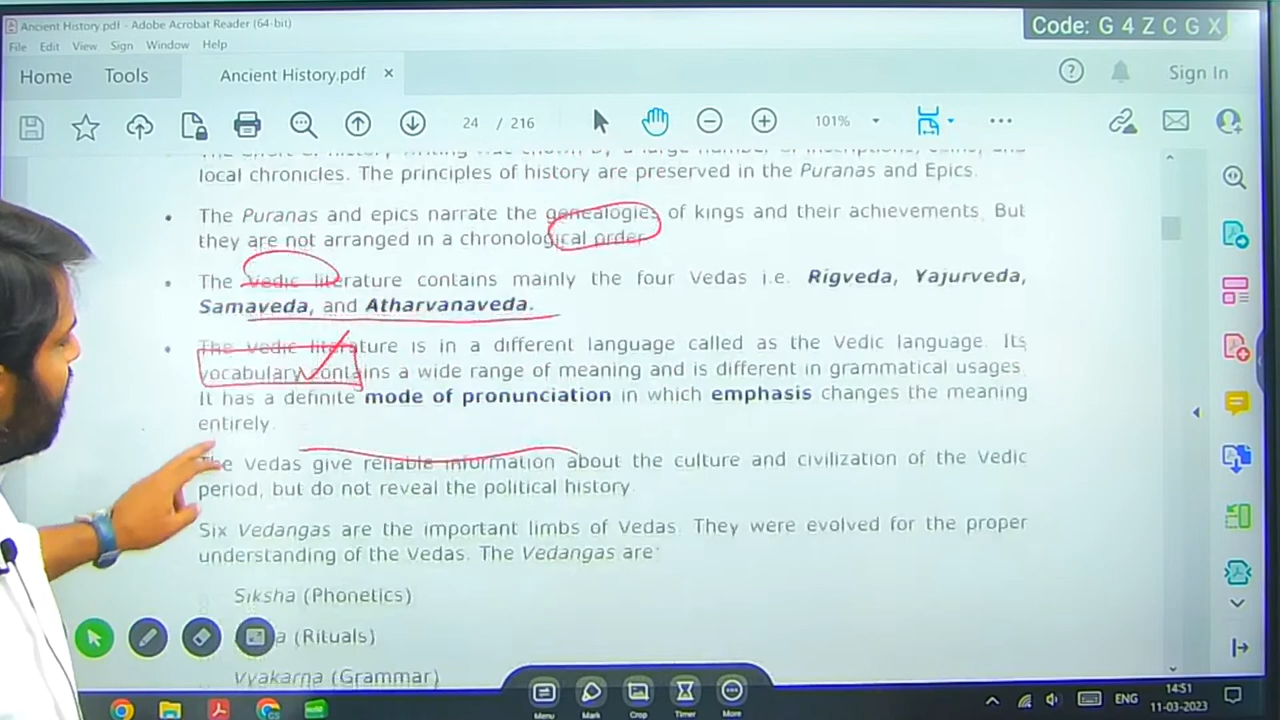 Ancient History.pdf - Adobe Acrobat Reader (64-bit)
Code: G 4 Z C G X
File Edit View Sign Window Help
Home Tools Ancient History.pdf × Sign In
24 / 216 101%
local chronicles. The principles of history are preserved in the Puranas and Epics.
• The Puranas and epics narrate the genealogies of kings and their achievements. But
they are not arranged in a chronological order.
• The Vedic literature contains mainly the four Vedas i.e. Rigveda, Yajurveda,
Samaveda, and Atharvanaveda.
• The Vedic literature is in a different language called as the Vedic language. Its
vocabulary contains a wide range of meaning and is different in grammatical usages.
It has a definite mode of pronunciation in which emphasis changes the meaning
entirely.
The Vedas give reliable information about the culture and civilization of the Vedic
period, but do not reveal the political history.
Six Vedangas are the important limbs of Vedas. They were evolved for the proper
understanding of the Vedas. The Vedangas are:
Siksha (Phonetics)
a (Rituals)
Vyakarna (Grammar)
Menu Mark Crop Timer More
ENG
14:51
11-03-2023